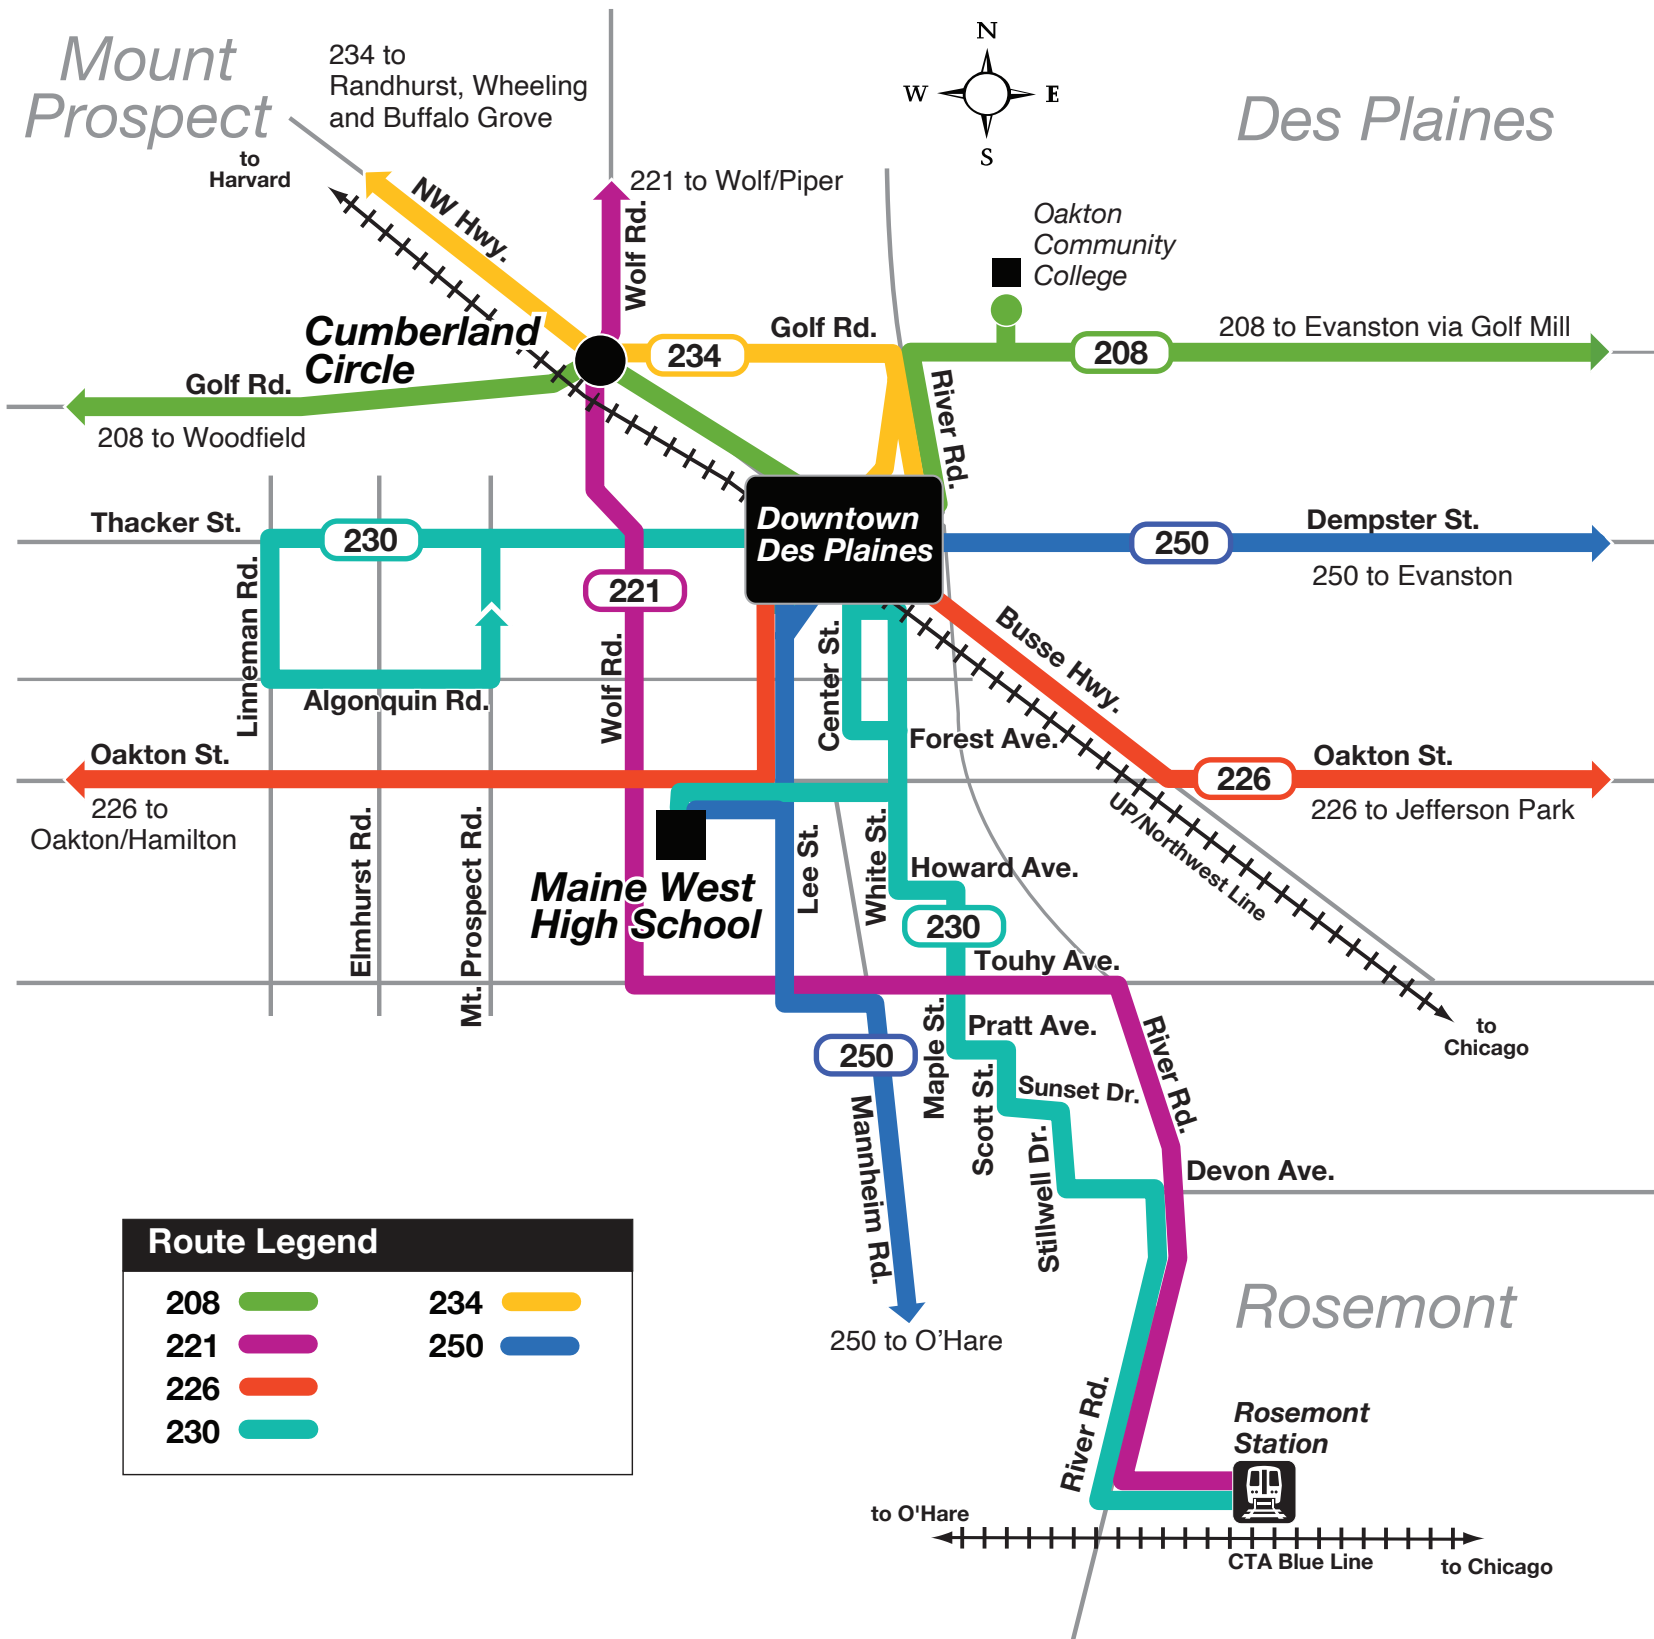 Mount
Prospect
234 to
Randhurst, Wheeling
and Buffalo Grove
N
W
E
S
Des Plaines
to
Harvard
NW Hwy.
221 to Wolf/Piper
Wolf Rd.
Oakton
Community
College
Cumberland
Circle
234
Golf Rd.
208
208 to Evanston via Golf Mill
Golf Rd.
208 to Woodfield
River Rd.
Thacker St.
230
Downtown
Des Plaines
250
Dempster St.
250 to Evanston
221
Linneman Rd.
Algonquin Rd.
Wolf Rd.
Center St.
Busse Hwy.
Forest Ave.
Oakton St.
226 to
Oakton/Hamilton
226
Oakton St.
226 to Jefferson Park
UP/Northwest Line
Elmhurst Rd.
Mt. Prospect Rd.
Maine West
High School
Lee St.
White St.
Howard Ave.
230
Touhy Ave.
to
Chicago
250
Maple St.
Pratt Ave.
River Rd.
Scott St.
Sunset Dr.
Mannheim Rd.
Stillwell Dr.
Devon Ave.
250 to O’Hare
Route Legend
208
234
221
250
226
230
Rosemont
River Rd.
Rosemont
Station
to O'Hare
CTA Blue Line
to Chicago